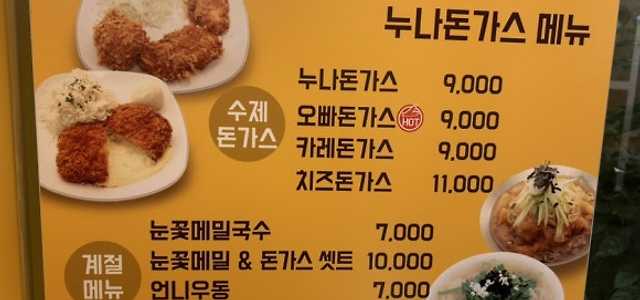 누나돈가스 메뉴
수제
돈가스
누나돈가스 9,000
오빠돈가스 HOT 9,000
카레돈가스 9,000
치즈돈가스 11,000
계절
메뉴
눈꽃메밀국수 7,000
눈꽃메밀 & 돈가스 셋트 10,000
언니우동 7,000